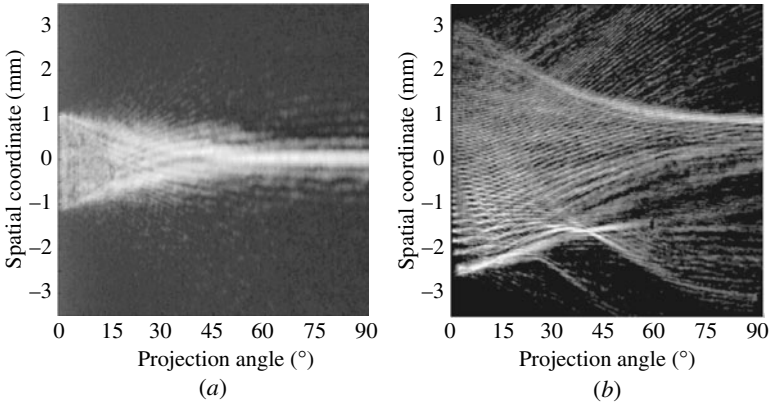 3
2
1
0
–1
–2
–3
Spatial coordinate (mm)
0 15 30 45 60 75 90
Projection angle (°)
(a)
3
2
1
0
–1
–2
–3
Spatial coordinate (mm)
0 15 30 45 60 75 90
Projection angle (°)
(b)